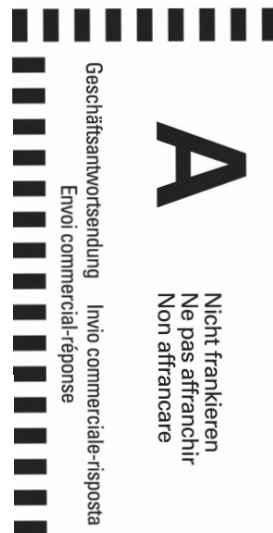 A
Nicht frankieren
Ne pas affranchir
Non affrancare
Geschäftsantwortsendung Invio commerciale-risposta
Envoi commercial-réponse